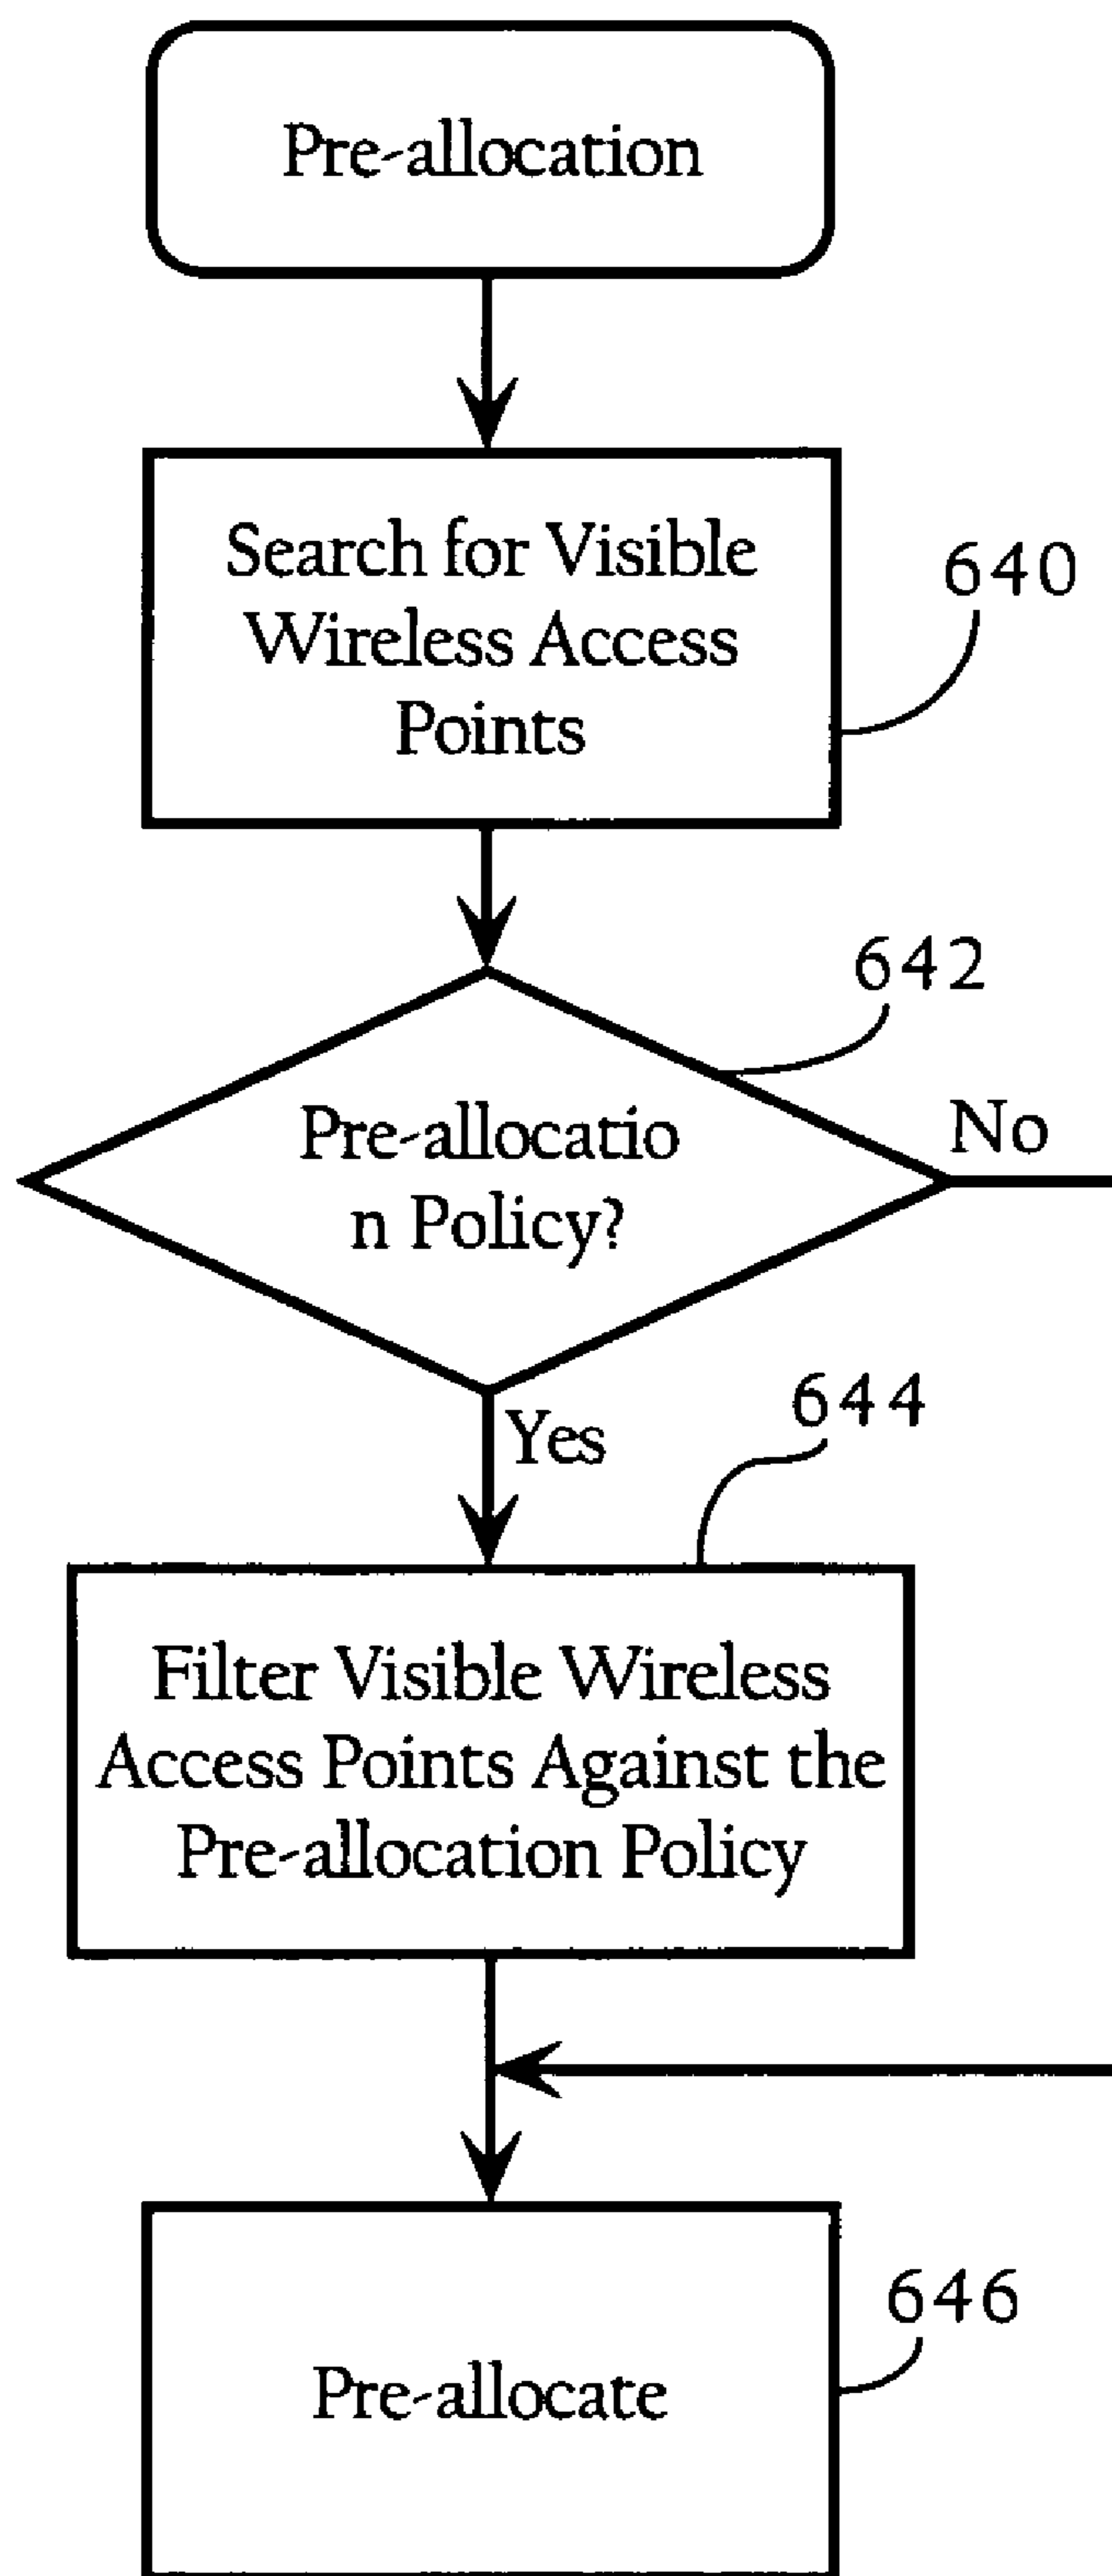 Pre-allocation
Search for Visible
Wireless Access
Points
640
642
Pre-allocatio
n Policy?
No
Yes
644
Filter Visible Wireless
Access Points Against the
Pre-allocation Policy
Pre-allocate
646